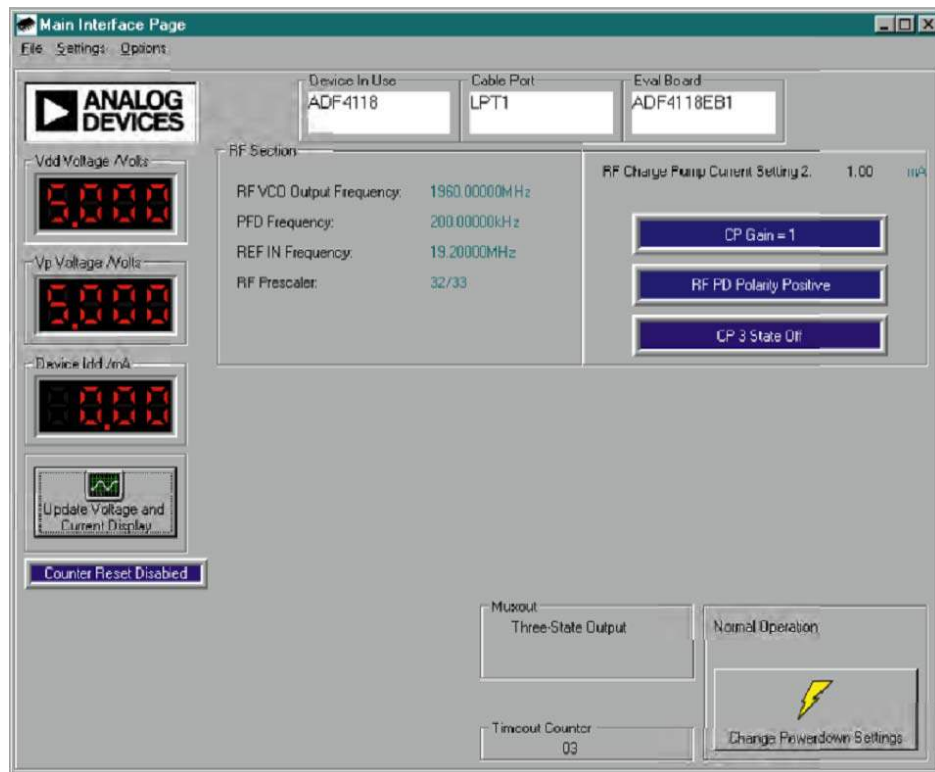 Main Interface Page
File Settings Options
ANALOG
DEVICES
Device In Use
ADF4118
Cable Port
LPT1
Eval Board
ADF4118EB1
Vdd Voltage /Volts
5.000
Vp Voltage /Volts
5.000
Device Idd /mA
0.00
Update Voltage and
Current Display
Counter Reset Disabled
RF Section
RF VCO Output Frequency: 1960.00000MHz
PFD Frequency: 200.00000kHz
REF IN Frequency: 19.20000MHz
RF Prescaler: 32/33
RF Charge Pump Current Setting 2. 1.00 mA
CP Gain = 1
RF PD Polarity Positive
CP 3 State Off
Muxout
Three-State Output
Timeout Counter
03
Normal Operation
Change Powerdown Settings